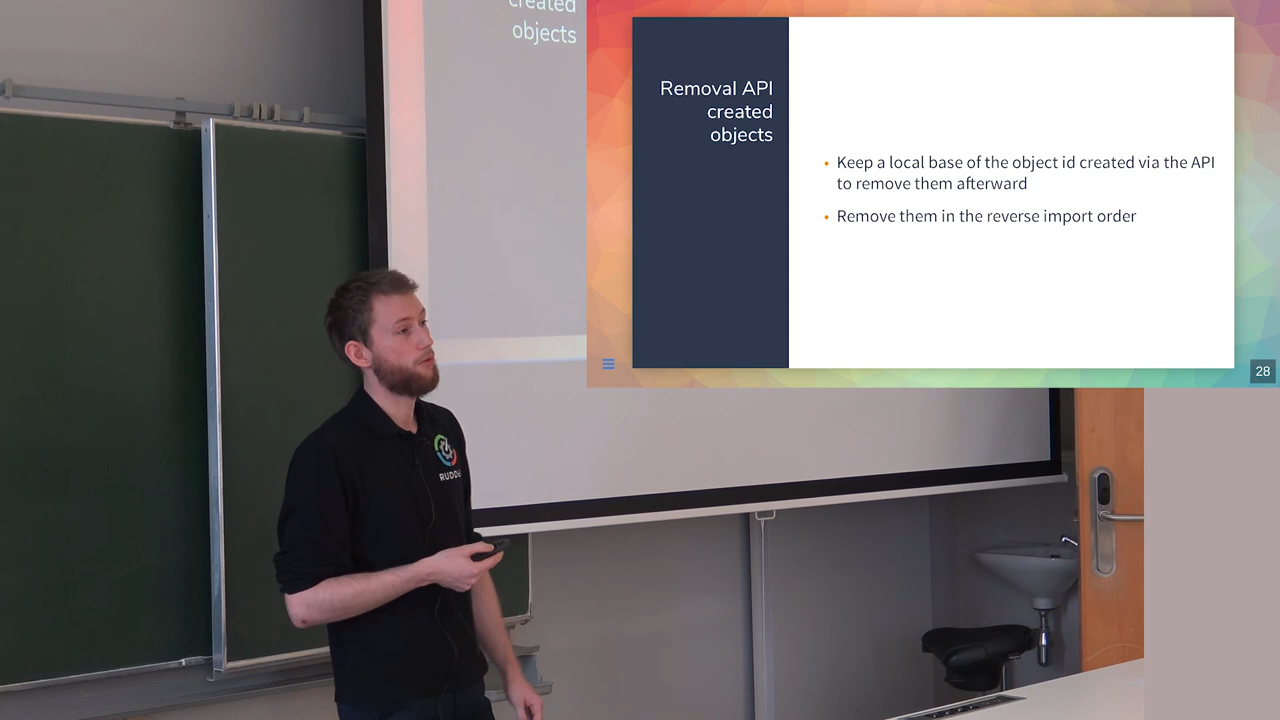 created
objects
Removal API
created
objects
• Keep a local base of the object id created via the API
to remove them afterward
• Remove them in the reverse import order
28